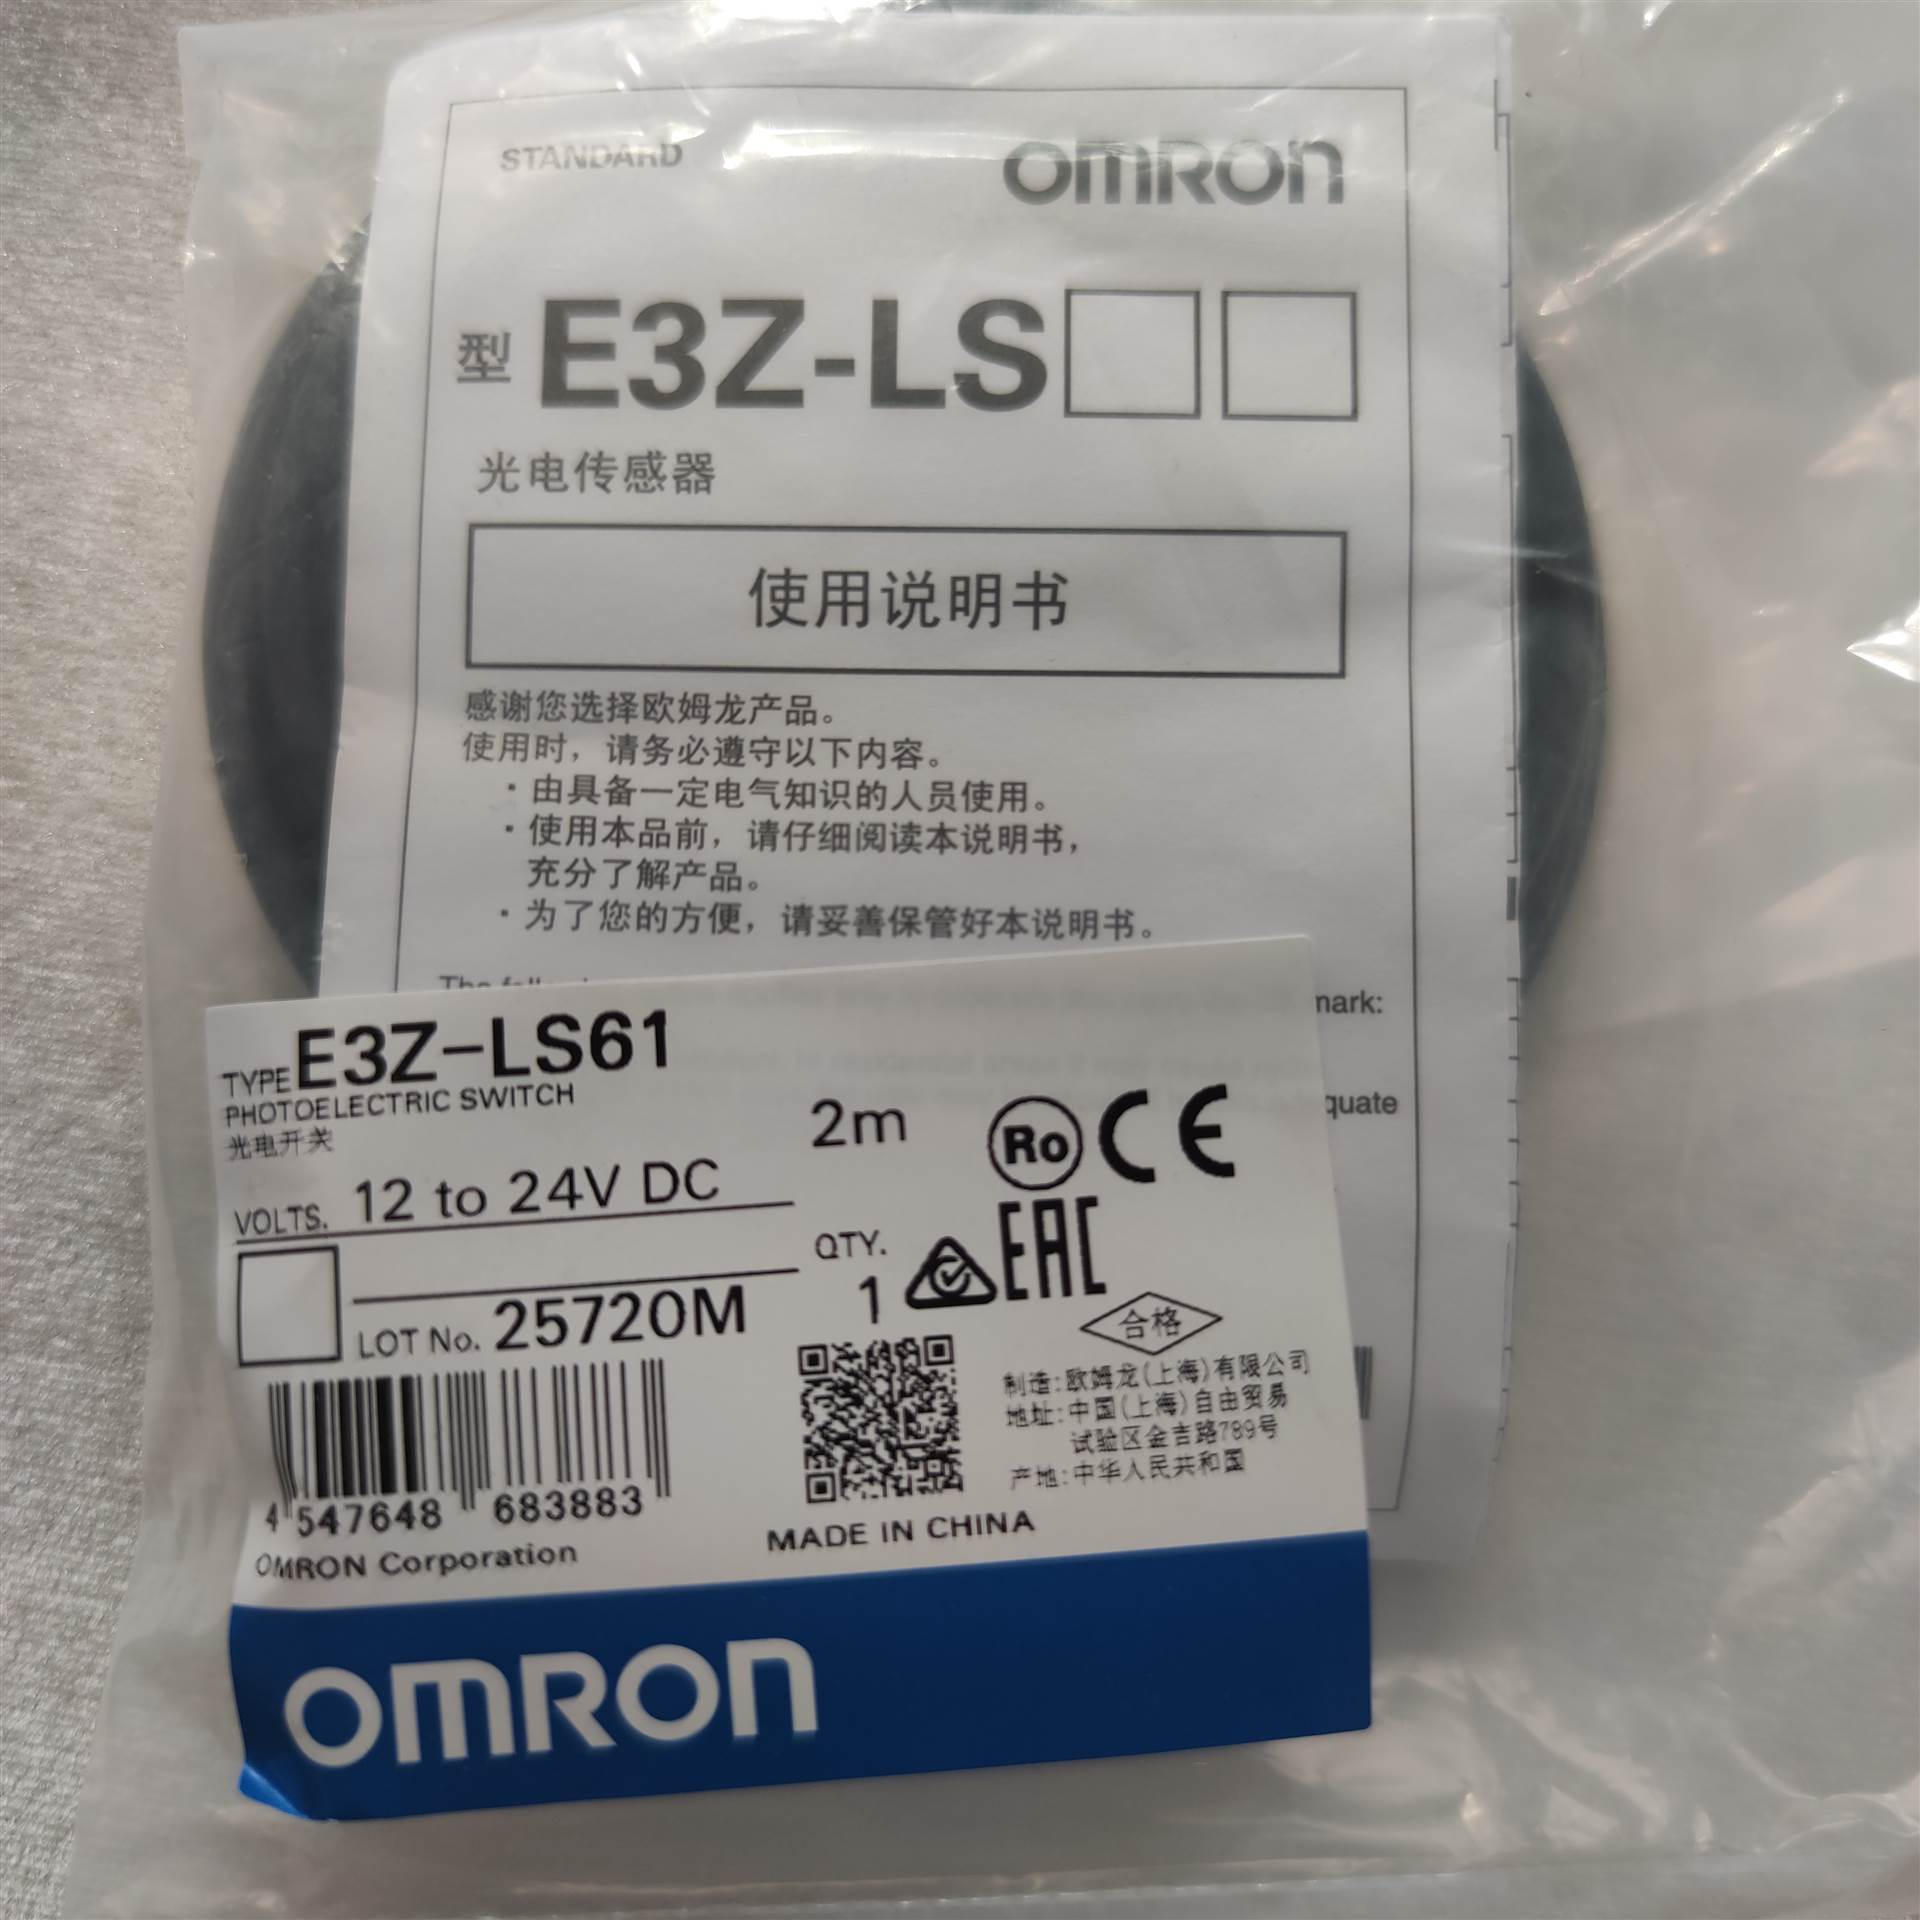 STANDARD
OMRON
型 E3Z-LS□□
光电传感器
使用说明书
感谢您选择欧姆龙产品。
使用时，请务必遵守以下内容。
・由具备一定电气知识的人员使用。
・使用本品前，请仔细阅读本说明书，
充分了解产品。
・为了您的方便，请妥善保管好本说明书。
mark:
TYPE E3Z-LS61
PHOTOELECTRIC SWITCH
光电开关
2m
Ro CE
VOLTS. 12 to 24V DC
QTY. 1
EAC
LOT No. 25720M
合格
制造:欧姆龙(上海)有限公司
地址:中国(上海)自由贸易
试验区金吉路789号
产地:中华人民共和国
4 547648 683883
MADE IN CHINA
OMRON Corporation
OMRON